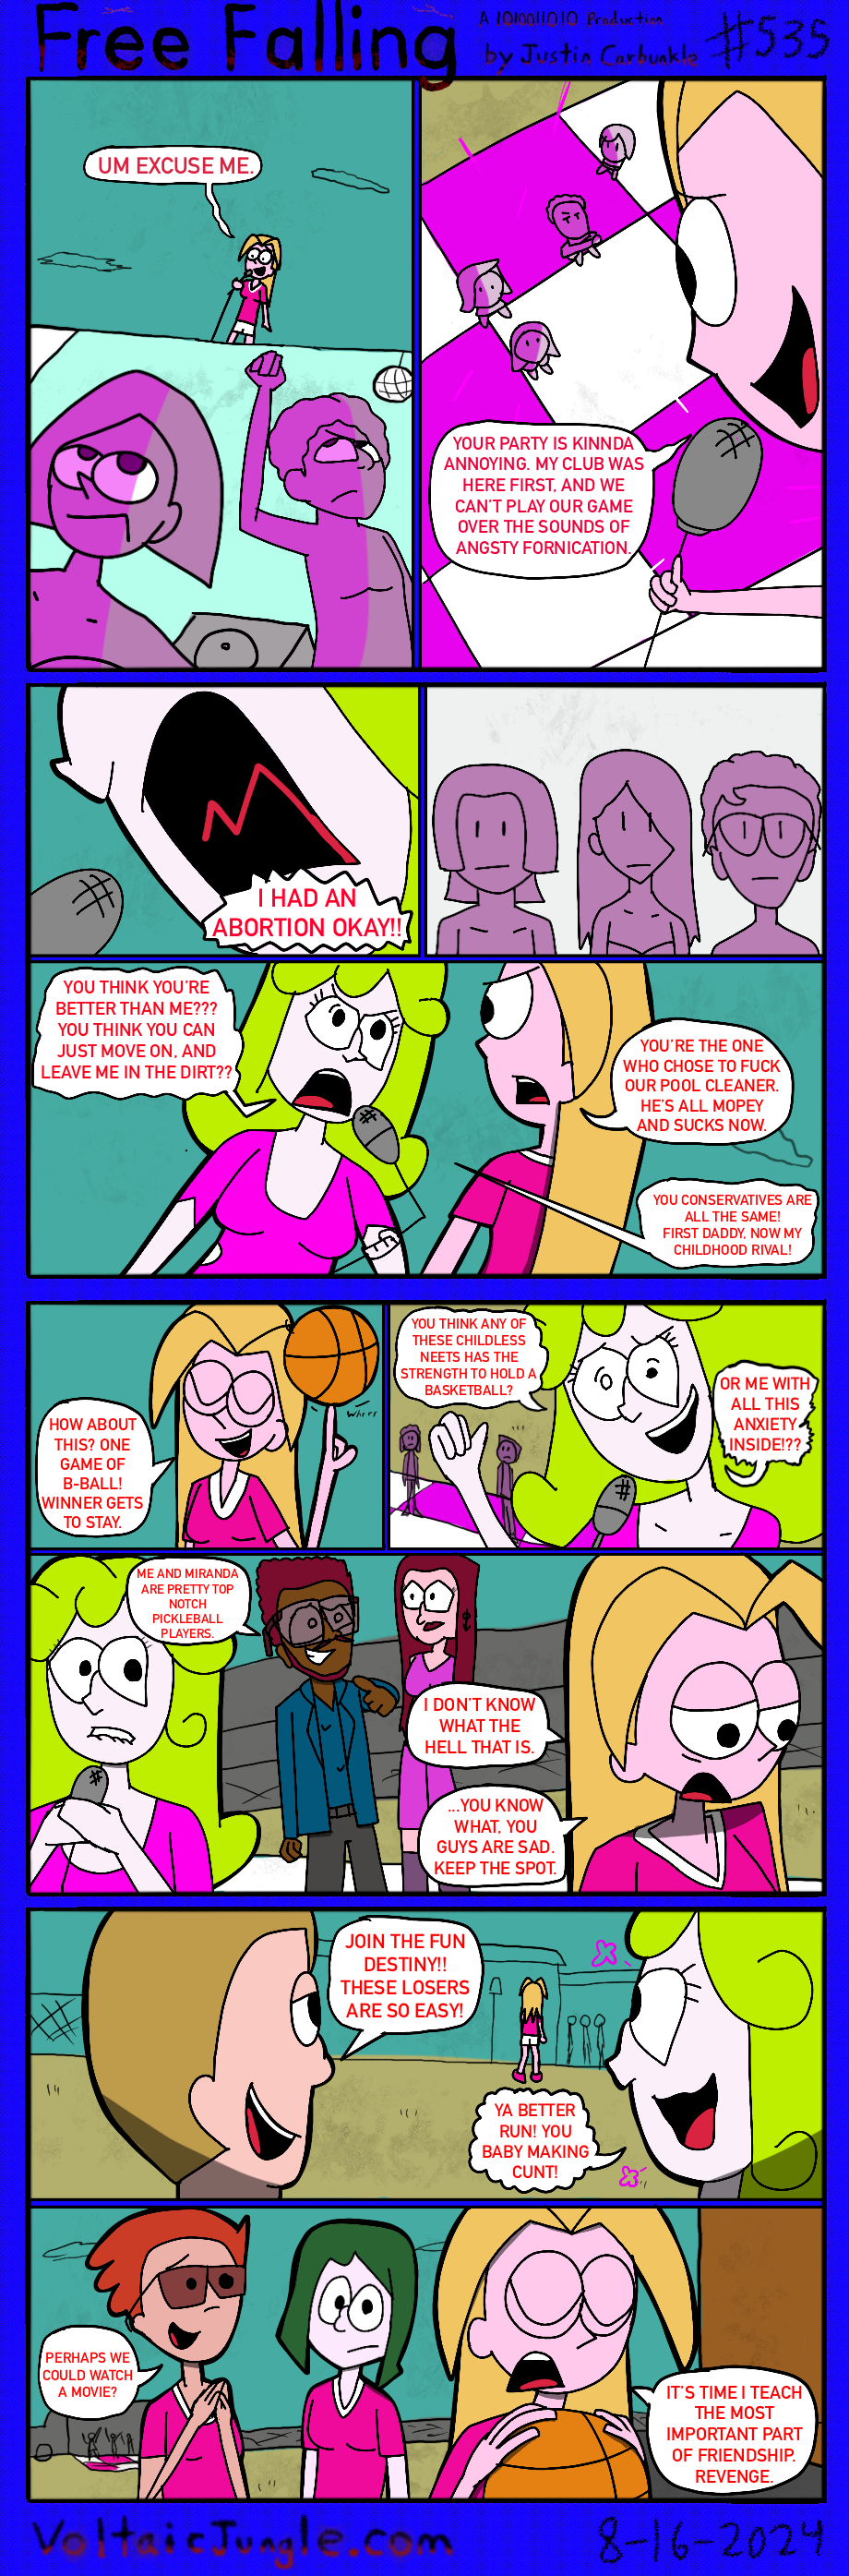 Free Falling
A 1010011010 Production
by Justin Carbunkle
#535
UM EXCUSE ME.
YOUR PARTY IS KINNDA
ANNOYING. MY CLUB WAS
HERE FIRST, AND WE
CAN'T PLAY OUR GAME
OVER THE SOUNDS OF
ANGSTY FORNICATION.
I HAD AN
ABORTION OKAY!!
YOU THINK YOU'RE
BETTER THAN ME???
YOU THINK YOU CAN
JUST MOVE ON, AND
LEAVE ME IN THE DIRT??
YOU'RE THE ONE
WHO CHOSE TO FUCK
OUR POOL CLEANER.
HE'S ALL MOPEY
AND SUCKS NOW.
YOU CONSERVATIVES ARE
ALL THE SAME!
FIRST DADDY, NOW MY
CHILDHOOD RIVAL!
HOW ABOUT
THIS? ONE
GAME OF
B-BALL!
WINNER GETS
TO STAY.
YOU THINK ANY OF
THESE CHILDLESS
NEETS HAS THE
STRENGTH TO HOLD A
BASKETBALL?
OR ME WITH
ALL THIS
ANXIETY
INSIDE!??
ME AND MIRANDA
ARE PRETTY TOP
NOTCH
PICKLEBALL
PLAYERS.
I DON'T KNOW
WHAT THE
HELL THAT IS.
...YOU KNOW
WHAT, YOU
GUYS ARE SAD.
KEEP THE SPOT.
JOIN THE FUN
DESTINY!!
THESE LOSERS
ARE SO EASY!
YA BETTER
RUN! YOU
BABY MAKING
CUNT!
PERHAPS WE
COULD WATCH
A MOVIE?
IT'S TIME I TEACH
THE MOST
IMPORTANT PART
OF FRIENDSHIP.
REVENGE.
VoltaicJungle.com
8-16-2024